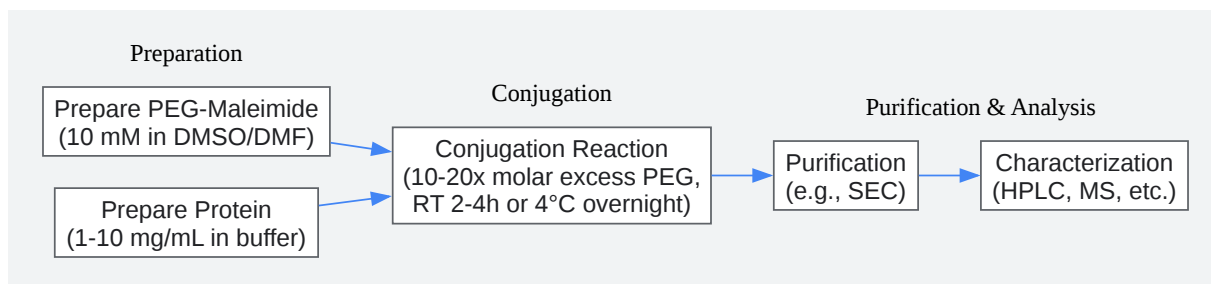 Preparation
Prepare PEG-Maleimide
(10 mM in DMSO/DMF)
Prepare Protein
(1-10 mg/mL in buffer)
Conjugation
Conjugation Reaction
(10-20x molar excess PEG,
RT 2-4h or 4°C overnight)
Purification & Analysis
Purification
(e.g., SEC)
Characterization
(HPLC, MS, etc.)